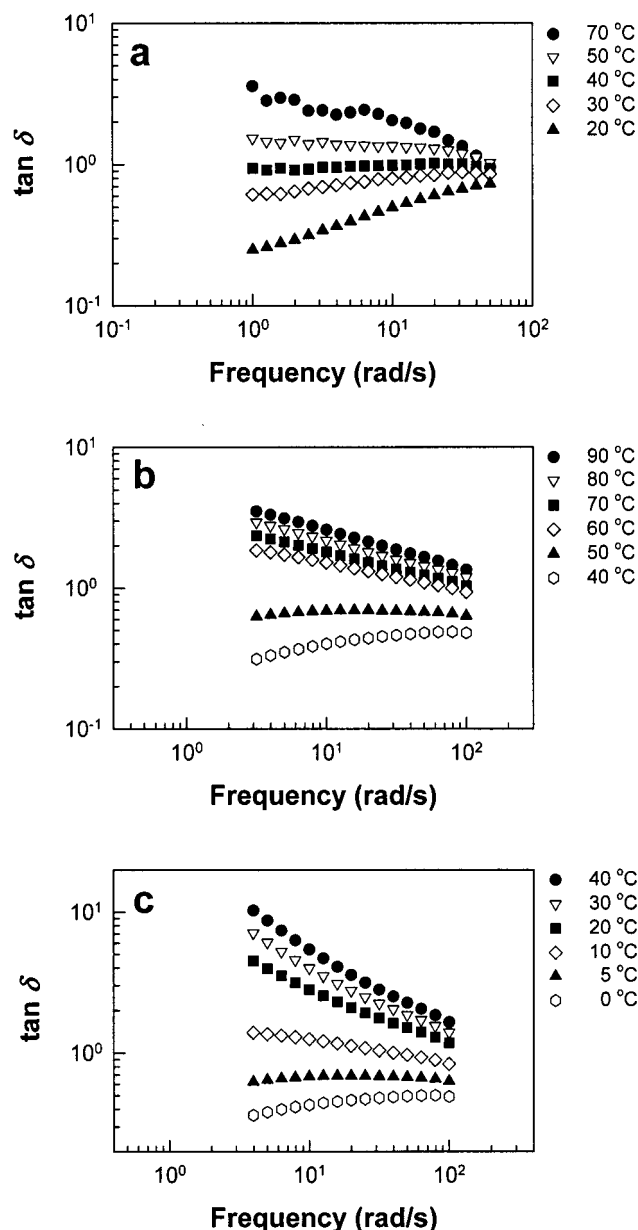 a
70 °C
50 °C
40 °C
30 °C
20 °C
tan δ
10¹
10⁰
10⁻¹
10⁻¹ 10⁰ 10¹ 10²
Frequency (rad/s)
b
90 °C
80 °C
70 °C
60 °C
50 °C
40 °C
tan δ
10¹
10⁰
10⁻¹
10⁰ 10¹ 10²
Frequency (rad/s)
c
40 °C
30 °C
20 °C
10 °C
5 °C
0 °C
tan δ
10¹
10⁰
10⁰ 10¹ 10²
Frequency (rad/s)